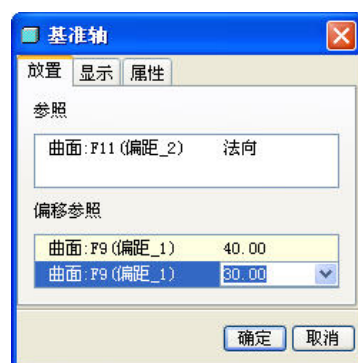 基准轴
放置 显示 属性
参照
曲面:F11(偏距_2) 法向
偏移参照
曲面:F9(偏距_1) 40.00
曲面:F9(偏距_1) 30.00
确定 取消